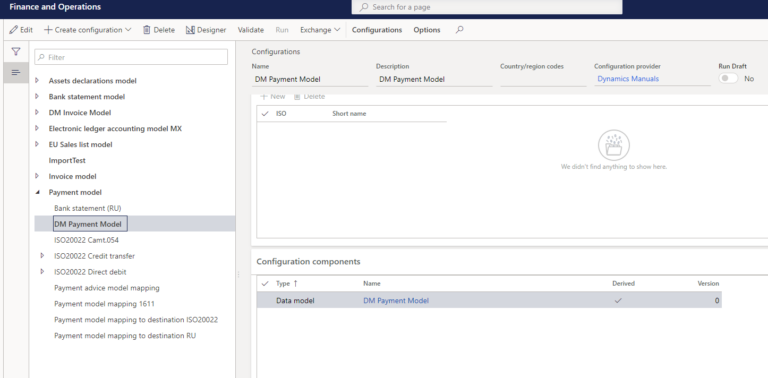 Finance and Operations
Search for a page
Edit + Create configuration Delete Designer Validate Run Exchange Configurations Options
Filter
Assets declarations model
Bank statement model
DM Invoice Model
Electronic ledger accounting model MX
EU Sales list model
ImportTest
Invoice model
Payment model
Bank statement (RU)
DM Payment Model
ISO20022 Camt.054
ISO20022 Credit transfer
ISO20022 Direct debit
Payment advice model mapping
Payment model mapping 1611
Payment model mapping to destination ISO20022
Payment model mapping to destination RU
Configurations
Name Description Country/region codes Configuration provider Run Draft
DM Payment Model DM Payment Model Dynamics Manuals No
+ New Delete
ISO Short name
We didn't find anything to show here.
Configuration components
Type ↑ Name Derived Version
Data model DM Payment Model 0